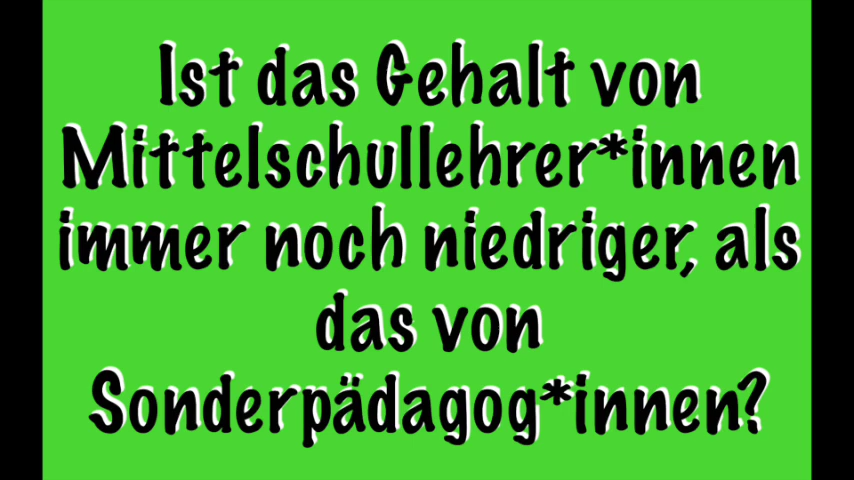 Ist das Gehalt von
Mittelschullehrer*innen
immer noch niedriger, als
das von
Sonderpädagog*innen?